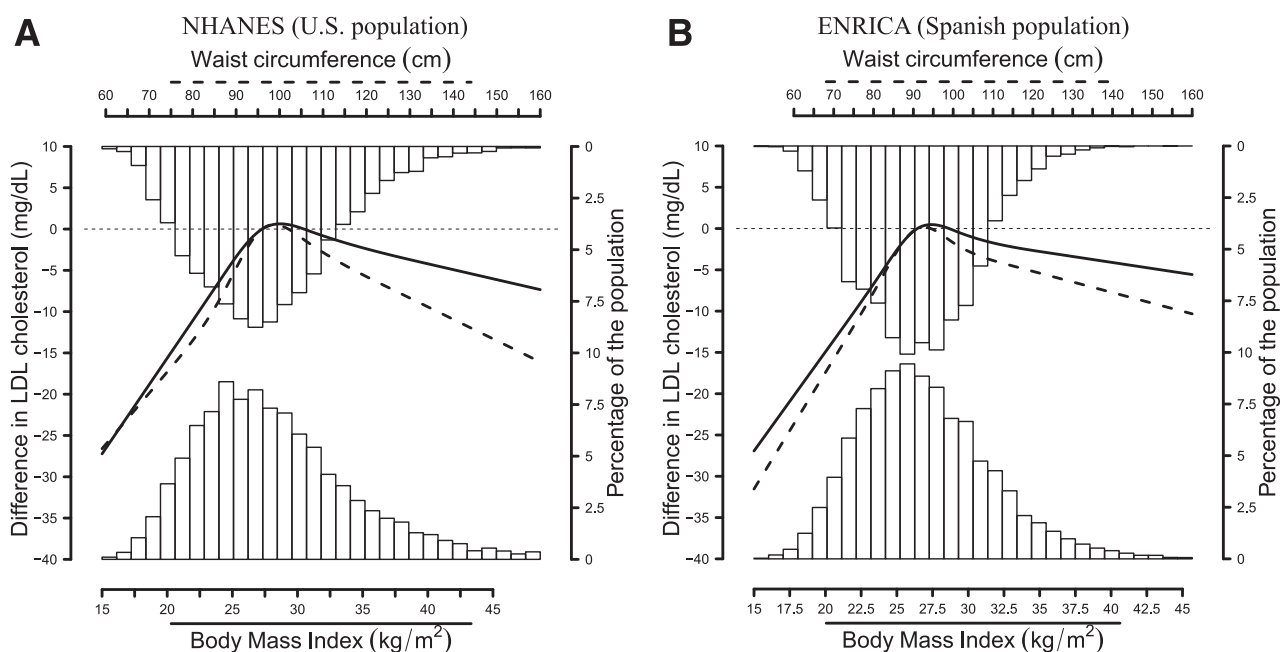 A
NHANES (U.S. population)
Waist circumference (cm)
60 70 80 90 100 110 120 130 140 150 160
Difference in LDL cholesterol (mg/dL)
10
5
0
−5
−10
−15
−20
−25
−30
−35
−40
0
2.5
5
7.5
10
7.5
5
2.5
0
Percentage of the population
15 20 25 30 35 40 45
Body Mass Index (kg/m²)
B
ENRICA (Spanish population)
Waist circumference (cm)
60 70 80 90 100 110 120 130 140 150 160
Difference in LDL cholesterol (mg/dL)
10
5
0
−5
−10
−15
−20
−25
−30
−35
−40
0
2.5
5
7.5
10
7.5
5
2.5
0
Percentage of the population
15 17.5 20 22.5 25 27.5 30 32.5 35 37.5 40 42.5 45
Body Mass Index (kg/m²)